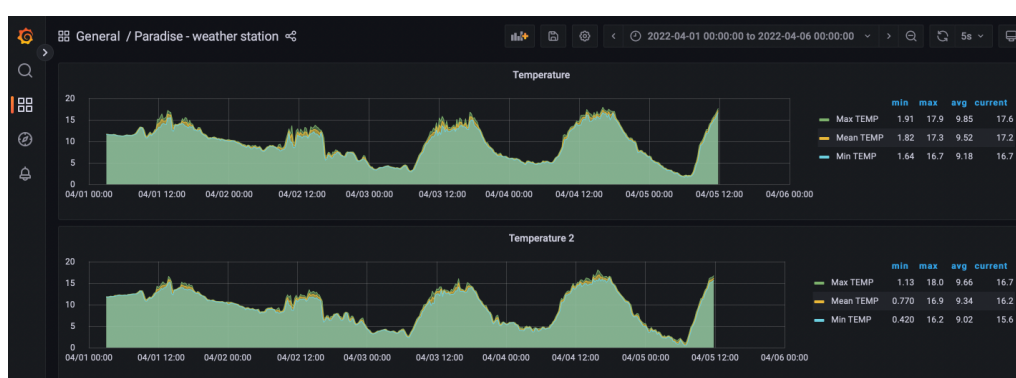 General / Paradise - weather station
2022-04-01 00:00:00 to 2022-04-06 00:00:00
5s
Temperature
20
15
10
5
0
04/01 00:00 04/01 12:00 04/02 00:00 04/02 12:00 04/03 00:00 04/03 12:00 04/04 00:00 04/04 12:00 04/05 00:00 04/05 12:00 04/06 00:00
min max avg current
Max TEMP 1.91 17.9 9.85 17.6
Mean TEMP 1.82 17.3 9.52 17.2
Min TEMP 1.64 16.7 9.18 16.7
Temperature 2
20
15
10
5
0
04/01 00:00 04/01 12:00 04/02 00:00 04/02 12:00 04/03 00:00 04/03 12:00 04/04 00:00 04/04 12:00 04/05 00:00 04/05 12:00 04/06 00:00
min max avg current
Max TEMP 1.13 18.0 9.66 16.7
Mean TEMP 0.770 16.9 9.34 16.2
Min TEMP 0.420 16.2 9.02 15.6